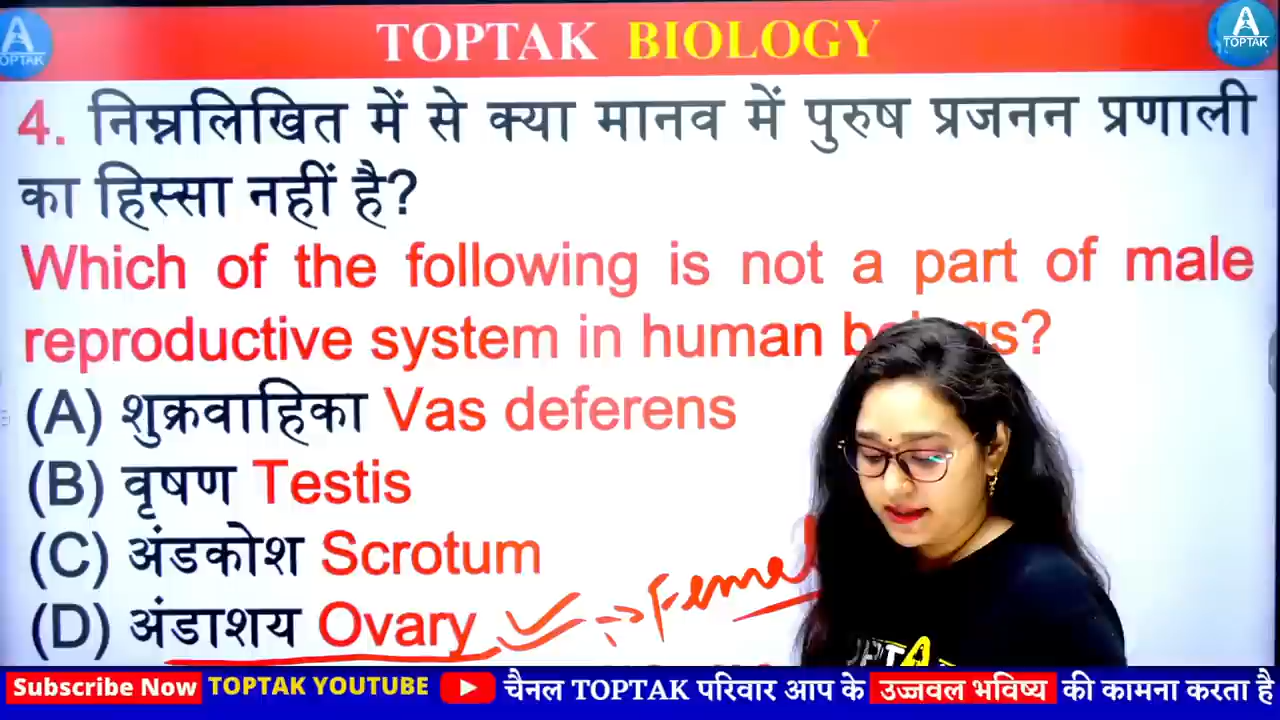 A
TOPTAK
TOPTAK BIOLOGY
A
TOPTAK
4. निम्नलिखित में से क्या मानव में पुरुष प्रजनन प्रणाली
का हिस्सा नहीं है?
Which of the following is not a part of male
reproductive system in human beings?
(A) शुक्रवाहिका Vas deferens
(B) वृषण Testis
(C) अंडकोश Scrotum
(D) अंडाशय Ovary
Subscribe Now TOPTAK YOUTUBE चैनल TOPTAK परिवार आप के उज्जवल भविष्य की कामना करता है